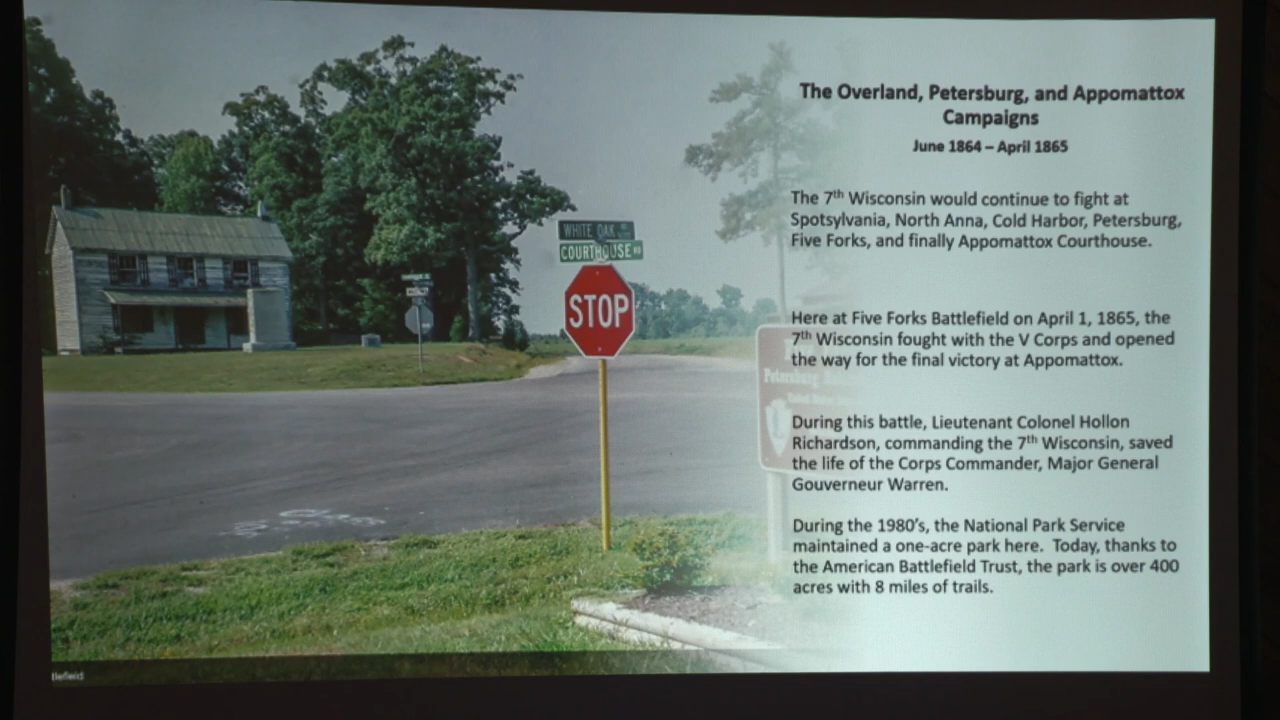 The Overland, Petersburg, and Appomattox
Campaigns
June 1864 – April 1865
The 7th Wisconsin would continue to fight at
Spotsylvania, North Anna, Cold Harbor, Petersburg,
Five Forks, and finally Appomattox Courthouse.
Here at Five Forks Battlefield on April 1, 1865, the
7th Wisconsin fought with the V Corps and opened
the way for the final victory at Appomattox.
During this battle, Lieutenant Colonel Hollon
Richardson, commanding the 7th Wisconsin, saved
the life of the Corps Commander, Major General
Gouverneur Warren.
During the 1980's, the National Park Service
maintained a one-acre park here. Today, thanks to
the American Battlefield Trust, the park is over 400
acres with 8 miles of trails.
WHITE OAK
COURTHOUSE RD
STOP
Petersburg